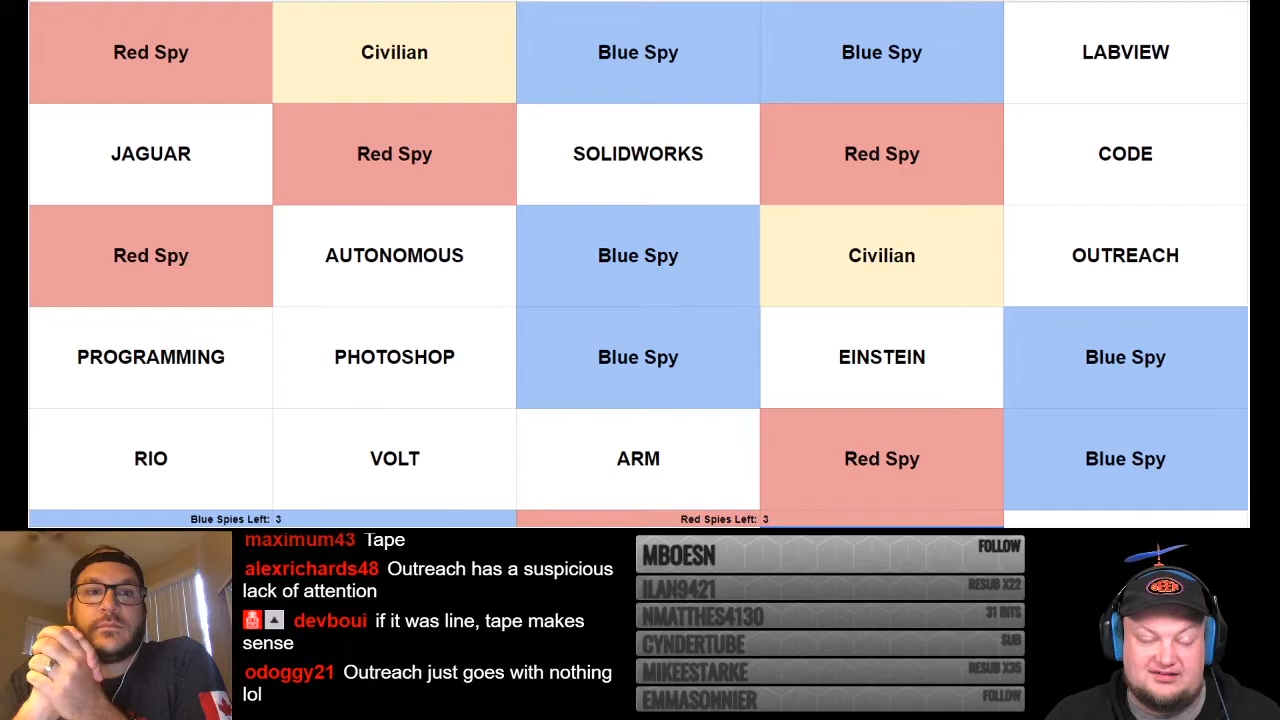 Red Spy Civilian Blue Spy Blue Spy LABVIEW
JAGUAR Red Spy SOLIDWORKS Red Spy CODE
Red Spy AUTONOMOUS Blue Spy Civilian OUTREACH
PROGRAMMING PHOTOSHOP Blue Spy EINSTEIN Blue Spy
RIO VOLT ARM Red Spy Blue Spy
Blue Spies Left: 3 Red Spies Left: 3
maximum43 Tape
alexrichards48 Outreach has a suspicious
lack of attention
devboui if it was line, tape makes
sense
odoggy21 Outreach just goes with nothing
lol
MBOESN FOLLOW
ILAN9421 RESUB X22
NMATTHES4130 31 BITS
CYNDERTUBE SUB
MIKEESTARKE RESUB X35
EMMASONNIER FOLLOW